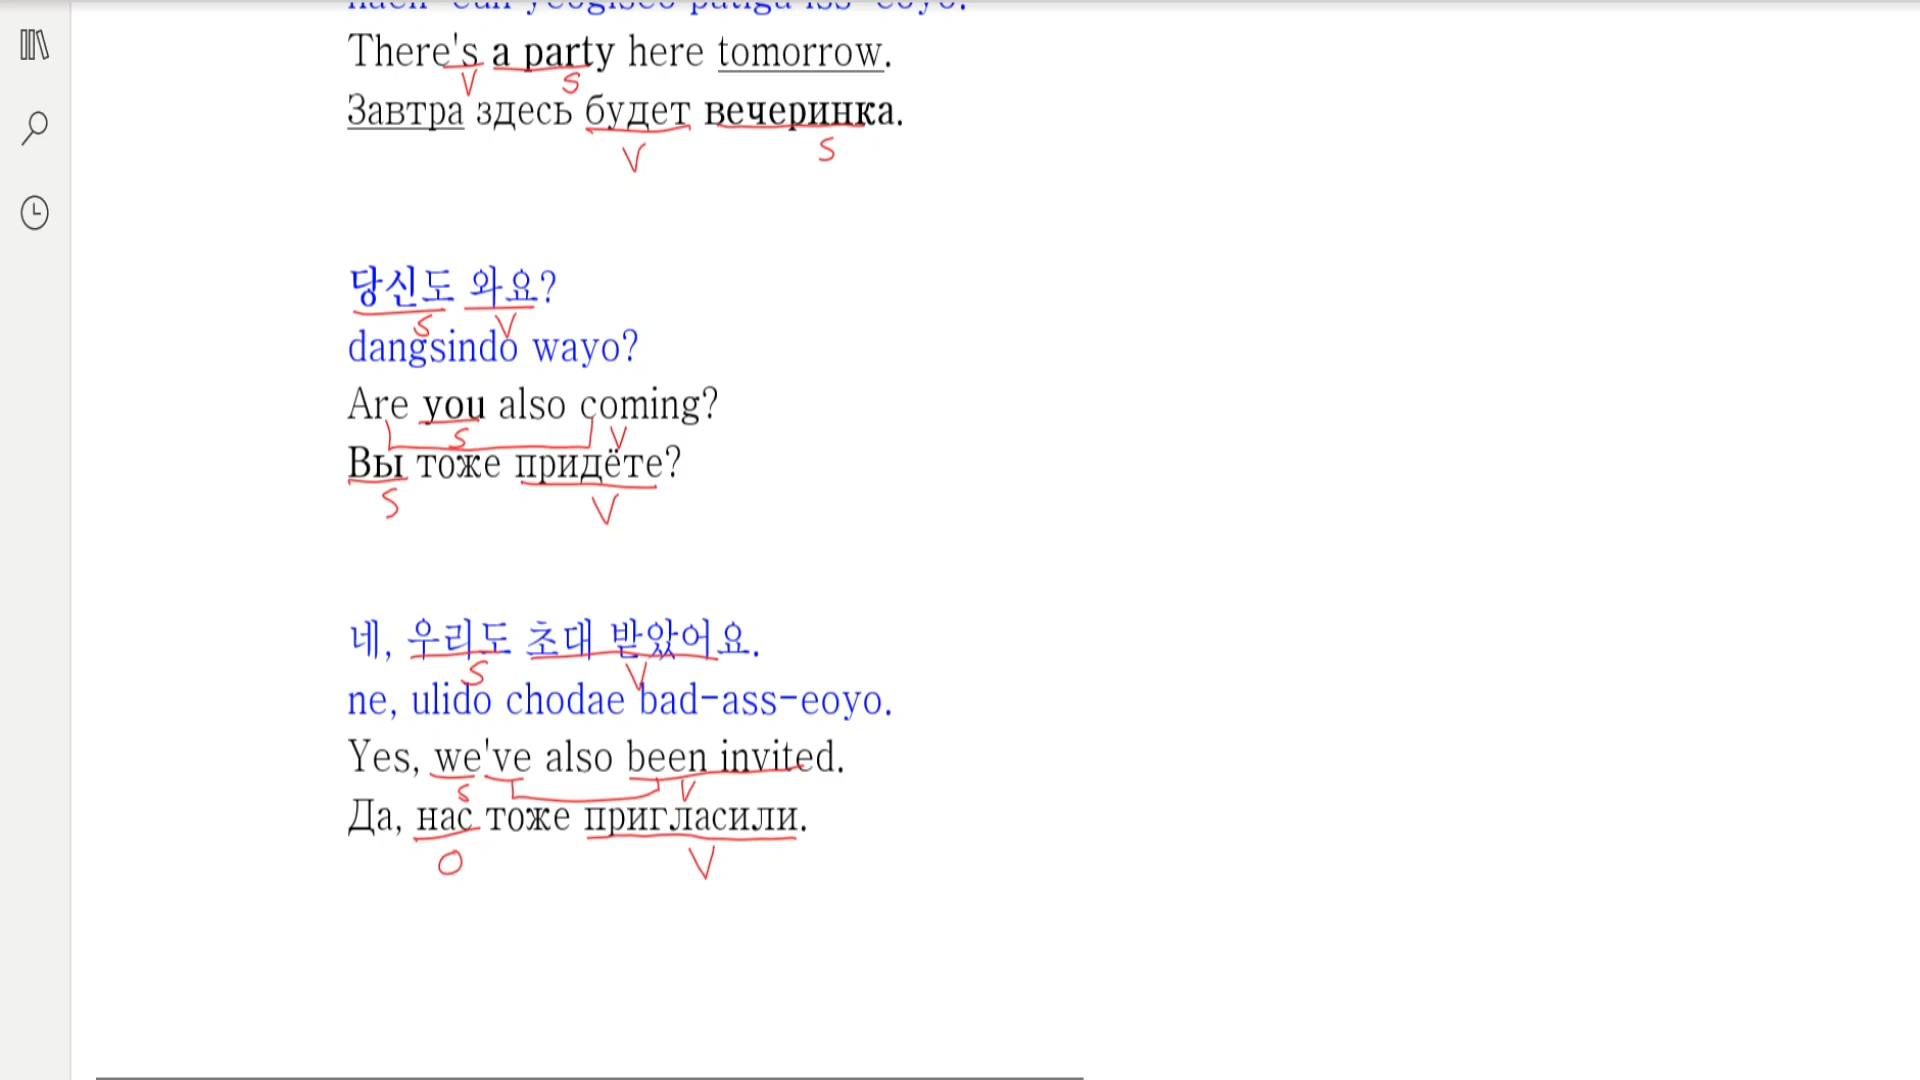 There's a party here tomorrow.
V S
Завтра здесь будет вечеринка.
V S
당신도 와요?
S V
dangsindo wayo?
Are you also coming?
S V
Вы тоже придёте?
S V
네, 우리도 초대 받았어요.
S V
ne, ulido chodae bad-ass-eoyo.
Yes, we've also been invited.
S V
Да, нас тоже пригласили.
O V